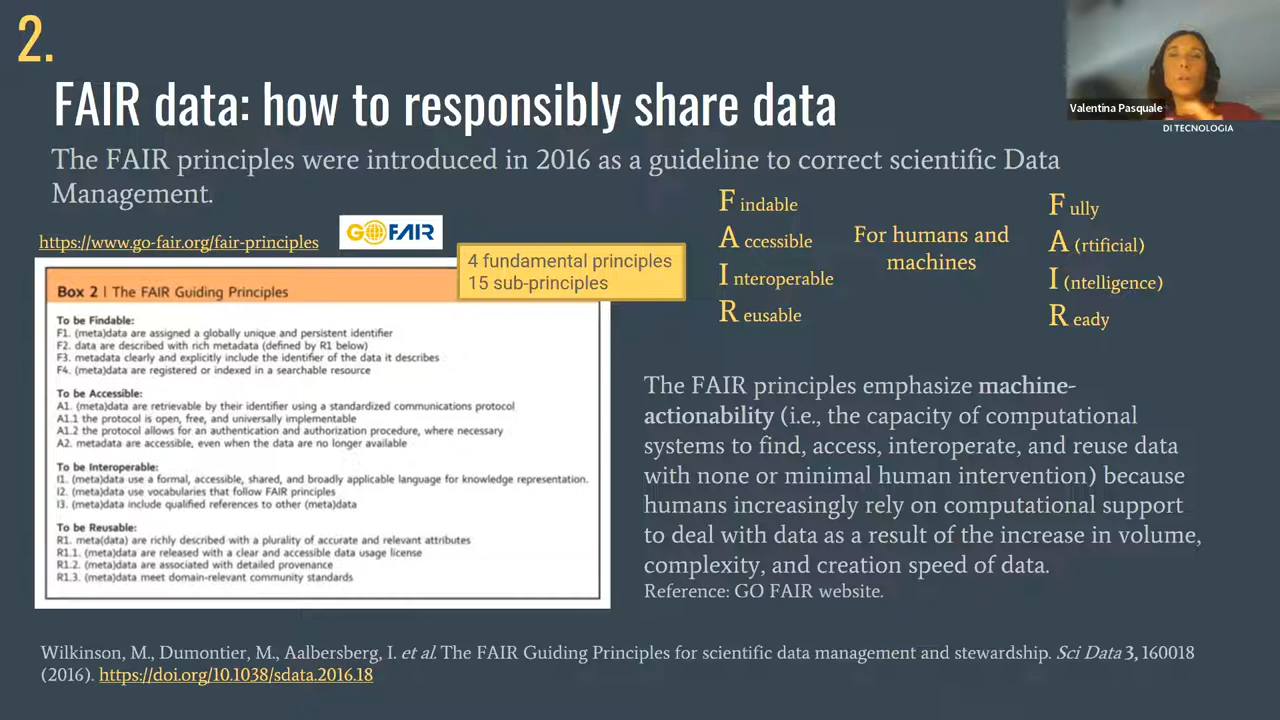 2.
Valentina Pasquale
DI TECNOLOGIA
FAIR data: how to responsibly share data
The FAIR principles were introduced in 2016 as a guideline to correct scientific Data
Management.
https://www.go-fair.org/fair-principles
GO FAIR
4 fundamental principles
15 sub-principles
Box 2 | The FAIR Guiding Principles
To be Findable:
F1. (meta)data are assigned a globally unique and persistent identifier
F2. data are described with rich metadata (defined by R1 below)
F3. metadata clearly and explicitly include the identifier of the data it describes
F4. (meta)data are registered or indexed in a searchable resource
To be Accessible:
A1. (meta)data are retrievable by their identifier using a standardized communications protocol
A1.1 the protocol is open, free, and universally implementable
A1.2 the protocol allows for an authentication and authorization procedure, where necessary
A2. metadata are accessible, even when the data are no longer available
To be Interoperable:
I1. (meta)data use a formal, accessible, shared, and broadly applicable language for knowledge representation.
I2. (meta)data use vocabularies that follow FAIR principles
I3. (meta)data include qualified references to other (meta)data
To be Reusable:
R1. meta(data) are richly described with a plurality of accurate and relevant attributes
R1.1. (meta)data are released with a clear and accessible data usage license
R1.2. (meta)data are associated with detailed provenance
R1.3. (meta)data meet domain-relevant community standards
F indable
A ccessible
I nteroperable
R eusable
For humans and
machines
F ully
A (rtificial)
I (ntelligence)
R eady
The FAIR principles emphasize machine-
actionability (i.e., the capacity of computational
systems to find, access, interoperate, and reuse data
with none or minimal human intervention) because
humans increasingly rely on computational support
to deal with data as a result of the increase in volume,
complexity, and creation speed of data.
Reference: GO FAIR website.
Wilkinson, M., Dumontier, M., Aalbersberg, I. et al. The FAIR Guiding Principles for scientific data management and stewardship. Sci Data 3, 160018
(2016). https://doi.org/10.1038/sdata.2016.18